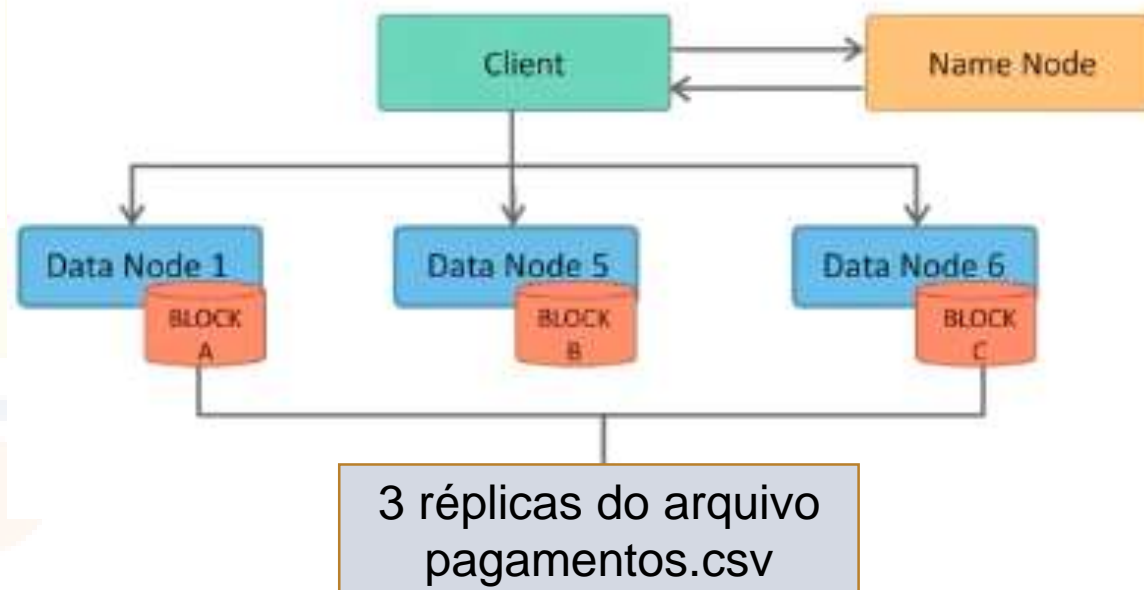 Client
Name Node
Data Node 1
Data Node 5
Data Node 6
BLOCK
A
BLOCK
B
BLOCK
C
3 réplicas do arquivo
pagamentos.csv